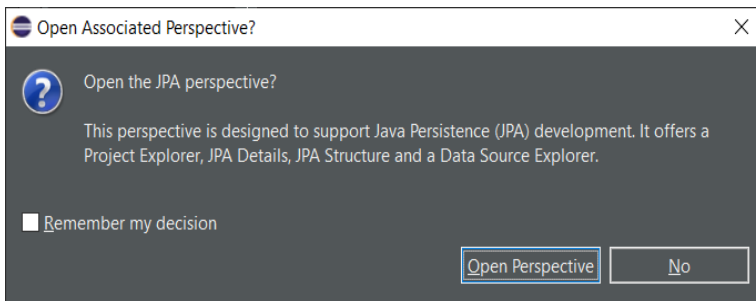 Open Associated Perspective?
Open the JPA perspective?
This perspective is designed to support Java Persistence (JPA) development. It offers a
Project Explorer, JPA Details, JPA Structure and a Data Source Explorer.
Remember my decision
Open Perspective
No